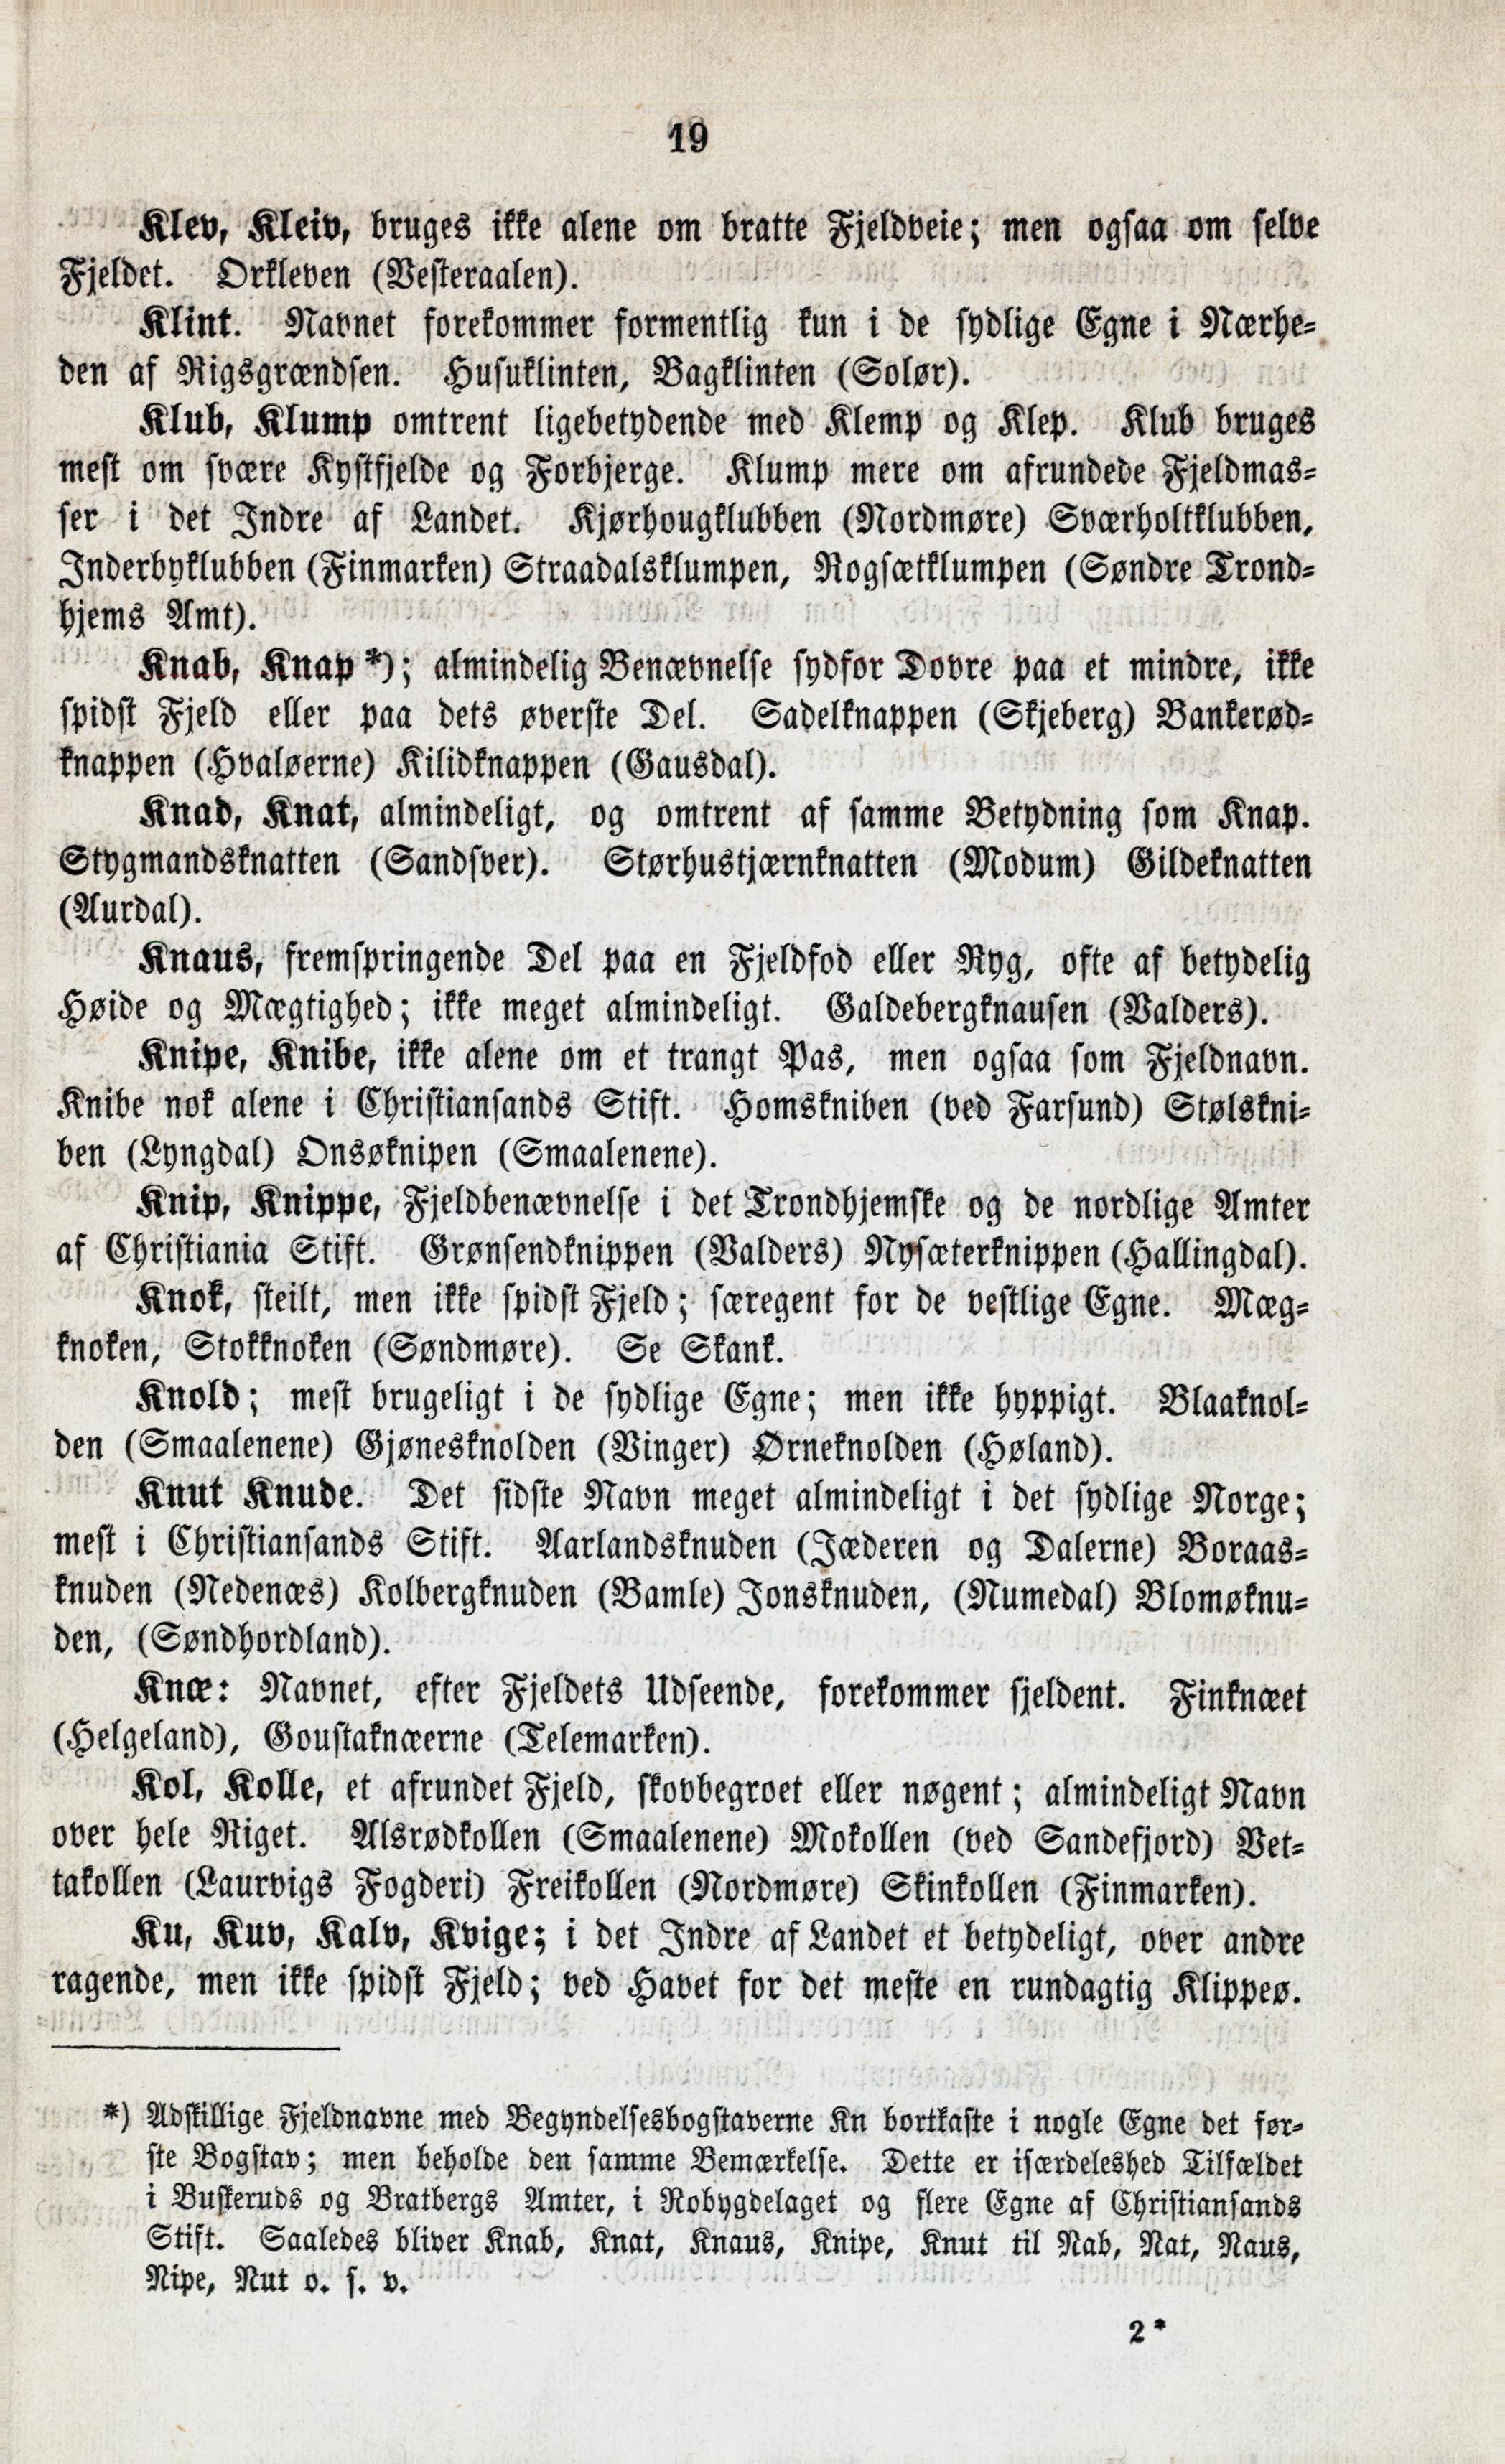 19
Klev, Kleiv, bruges ikke alene om bratte Fjeldveie; men ogsaa om selve
Fjeldet. Orkleven (Vesteraalen).
Klint. Navnet forekommer formentlig kun i de sydlige Egne i Nærhe-
den af Rigsgrændsen. Husuklinten, Bagklinten (Solør).
Klub, Klump omtrent ligebetydende med Klemp og Klep. Klub bruges
mest om svære Kystfjelde og Forbjerge. Klump mere om afrundede Fjeldmas-
ser i det Indre af Landet. Kjørhougklubben (Nordmøre) Sværholtklubben,
Inderbyklubben (Finmarken) Straadalsklumpen, Rogsætklumpen (Søndre Trond-
hjems Amt).
Knab, Knap*); almindelig Benævnelse sydfor Dovre paa et mindre, ikke
spidst Fjeld eller paa dets øverste Del. Sadelknappen (Skjeberg) Bankerød-
knappen (Hvaløerne) Kilidknappen (Gausdal).
Knad, Knat, almindeligt, og omtrent af samme Betydning som Knap.
Stygmandsknatten (Sandsver). Størhustjærnknatten (Modum) Gildeknatten
(Aurdal).
Knaus, fremspringende Del paa en Fjeldfod eller Ryg, ofte af betydelig
Høide og Mægtighed; ikke meget almindeligt. Galdebergknausen (Valders).
Knipe, Knibe, ikke alene om et trangt Pas, men ogsaa som Fjeldnavn.
Knibe nok alene i Christiansands Stift. Homskniben (ved Farsund) Stølskni-
ben (Lyngdal) Onsøknipen (Smaalenene).
Knip, Knippe, Fjeldbenævnelse i det Trondhjemske og de nordlige Amter
af Christiania Stift. Grønsendknippen (Valders) Nysæterknippen (Hallingdal).
Knok, steilt, men ikke spidst Fjeld; særegent for de vestlige Egne. Mæg-
knoken, Stokknoken (Søndmøre). Se Skank.
Knold; mest brugeligt i de sydlige Egne; men ikke hyppigt. Blaaknol-
den (Smaalenene) Gjønesknolden (Vinger) Ørneknolden (Høland).
Knut Knude. Det sidste Navn meget almindeligt i det sydlige Norge;
mest i Christiansands Stift. Aarlandsknuden (Jæderen og Dalerne) Boraas-
knuden (Nedenæs) Kolbergknuden (Bamle) Jonsknuden, (Numedal) Blomøknu-
den, (Søndhordland).
Knæ: Navnet, efter Fjeldets Udseende, forekommer sjeldent. Finknæet
(Helgeland), Goustaknæerne (Telemarken).
Kol, Kolle, et afrundet Fjeld, skovbegroet eller nøgent; almindeligt Navn
over hele Riget. Alsrødkollen (Smaalenene) Mokollen (ved Sandefjord) Vet-
takollen (Laurvigs Fogderi) Freikollen (Nordmøre) Skinkollen (Finmarken).
Ku, Kuv, Kalv, Kvige; i det Indre af Landet et betydeligt, over andre
ragende, men ikke spidst Fjeld; ved Havet for det meste en rundagtig Klippeø.
*) Adskillige Fjeldnavne med Begyndelsesbogstaverne Kn bortkaste i nogle Egne det før-
ste Bogstav; men beholde den samme Bemærkelse. Dette er isærdeleshed Tilfældet
i Buskeruds og Bratbergs Amter, i Robygdelaget og flere Egne af Christiansands
Stift. Saaledes bliver Knab, Knat, Knaus, Knipe, Knut til Nab, Nat, Naus,
Nipe, Nut o. s. v.
2*